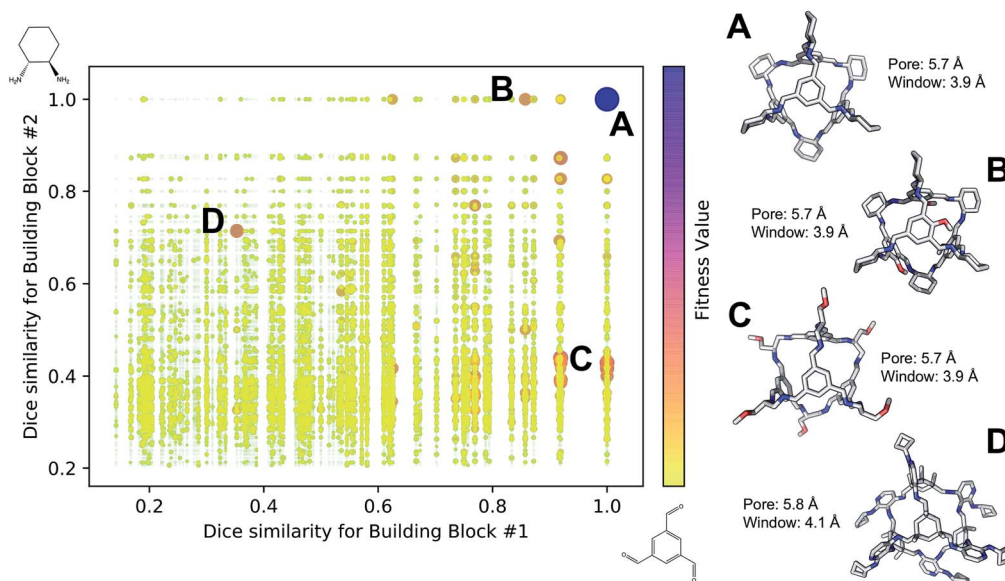 NH₂
NH₂
Dice similarity for Building Block #2
1.0
0.8
0.6
0.4
0.2
0.2
0.4
0.6
0.8
1.0
Dice similarity for Building Block #1
B
A
D
C
Fitness Value
O
O
O
A
Pore: 5.7 Å
Window: 3.9 Å
B
Pore: 5.7 Å
Window: 3.9 Å
C
Pore: 5.7 Å
Window: 3.9 Å
D
Pore: 5.8 Å
Window: 4.1 Å